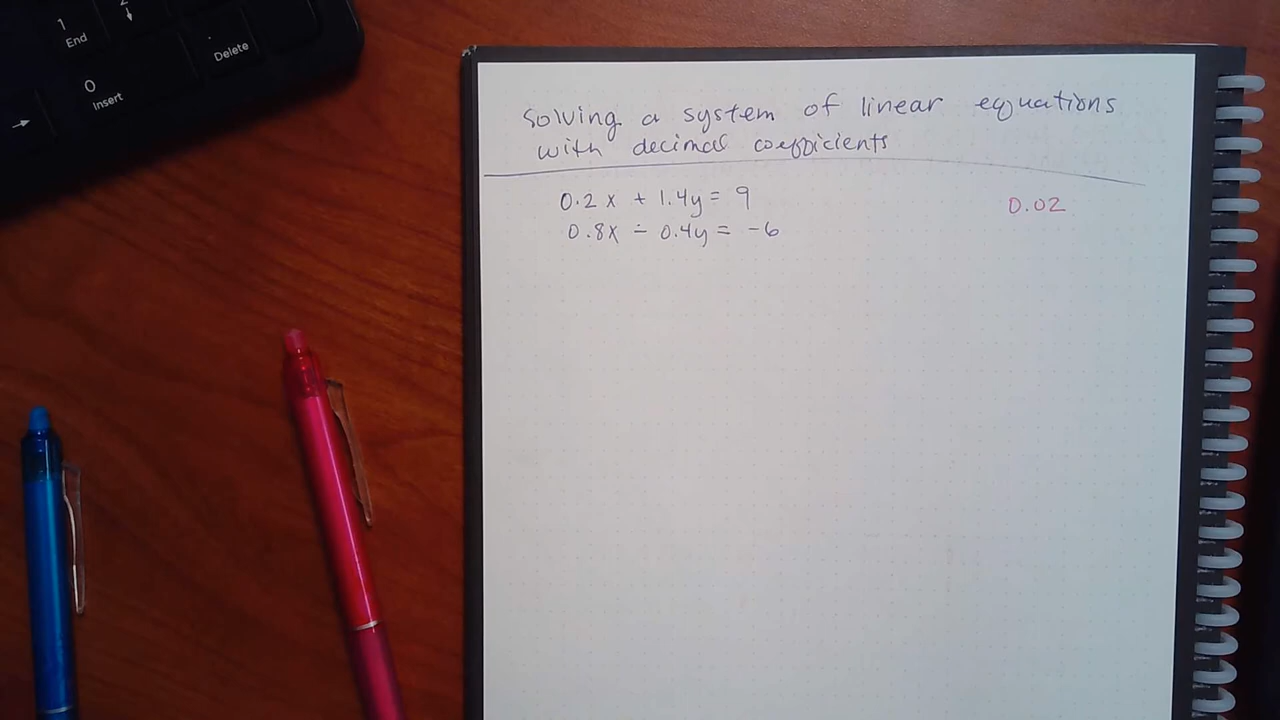 1
End
2
↓
.
Delete
0
Insert
→
Solving a system of linear equations
with decimal coefficients
0.2x + 1.4y = 9
0.02
0.8x - 0.4y = -6